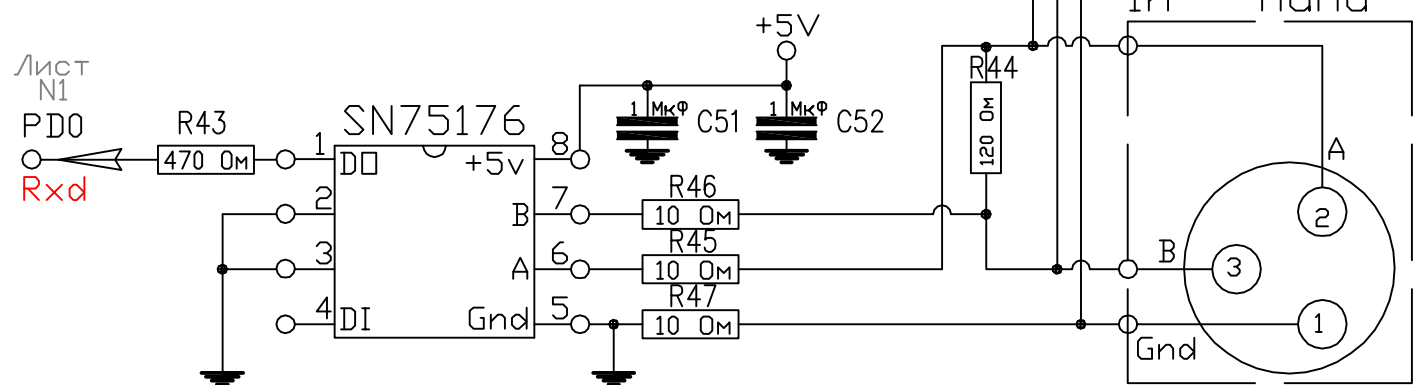 Лист
N1
PD0
Rxd
R43
470 Ом
SN75176
1
DO
2
3
4
DI
+5v
8
B
7
A
6
Gnd
5
+5V
1 Мкф
C51
1 Мкф
C52
R46
10 Ом
R45
10 Ом
R47
10 Ом
R44
120 Ом
A
2
B
3
1
Gnd